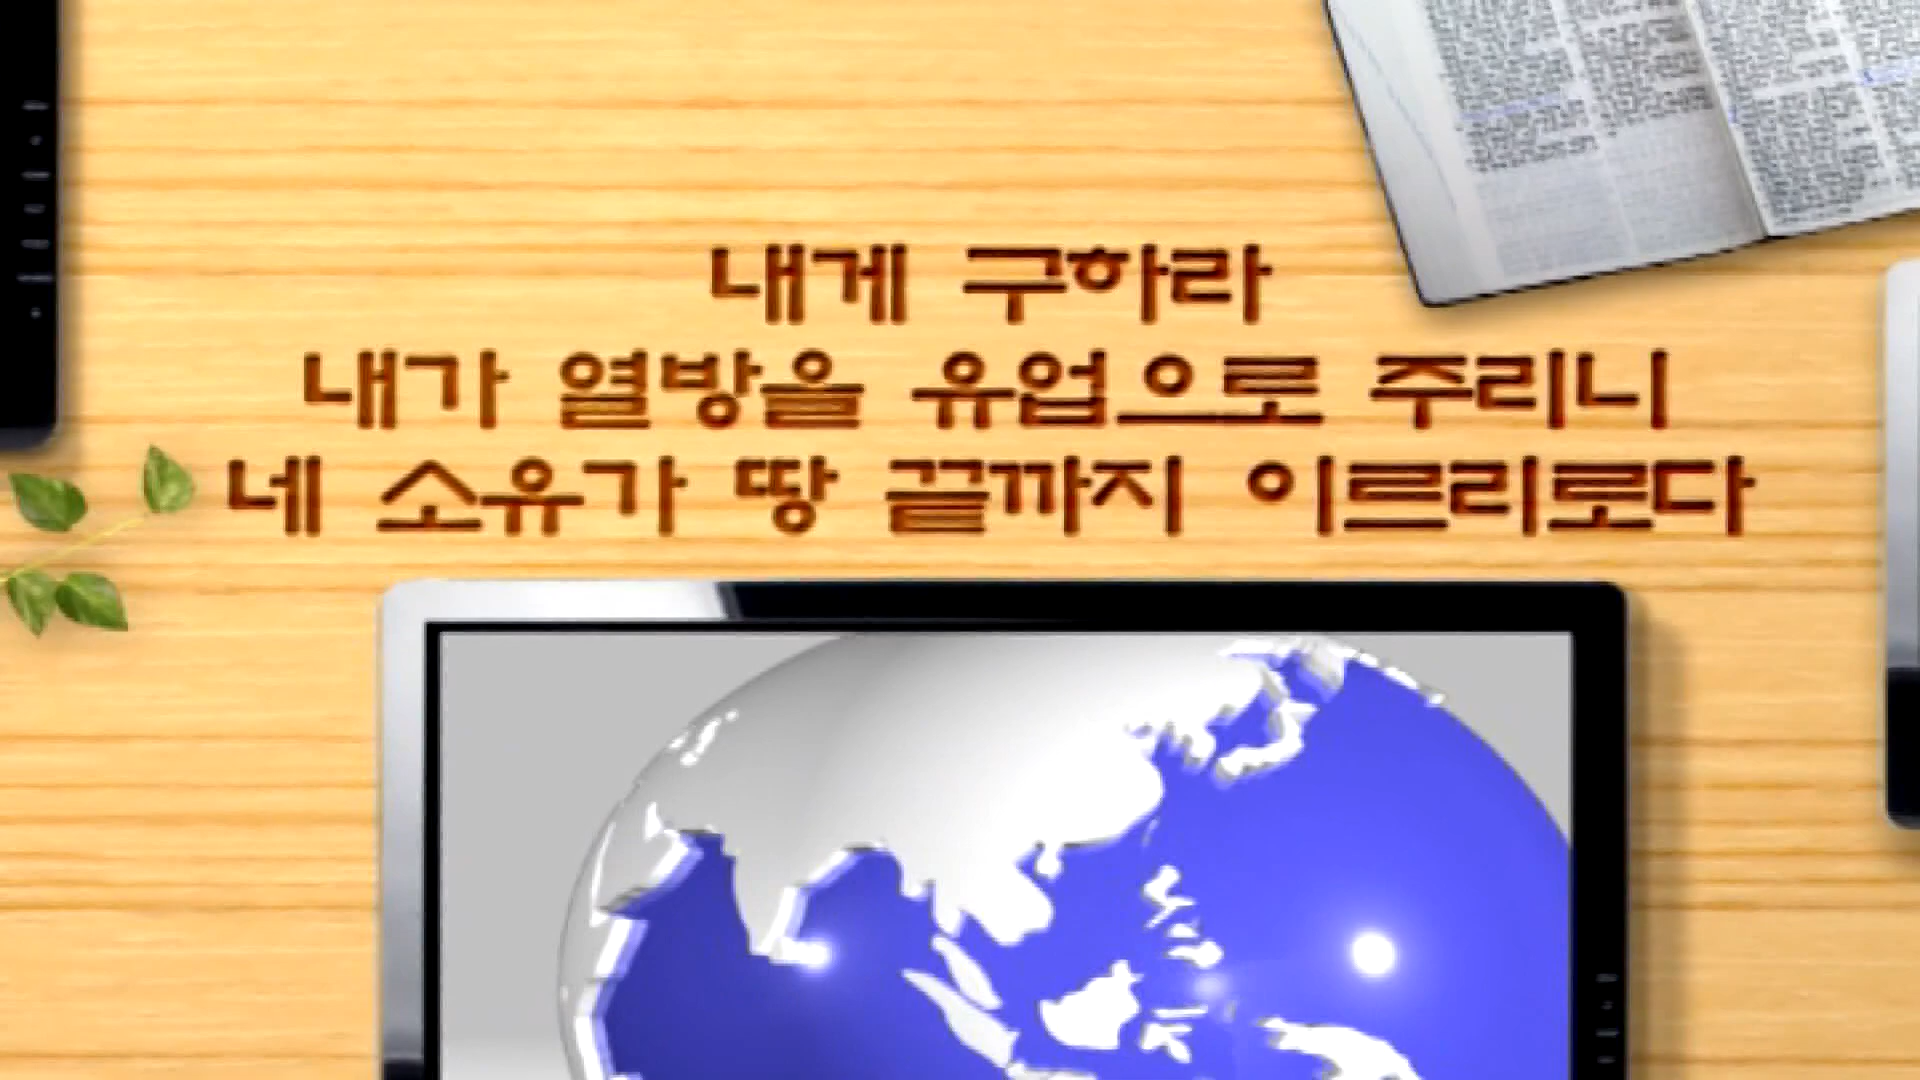 내게 구하라
내가 열방을 유업으로 주리니
네 소유가 땅 끝까지 이르리로다